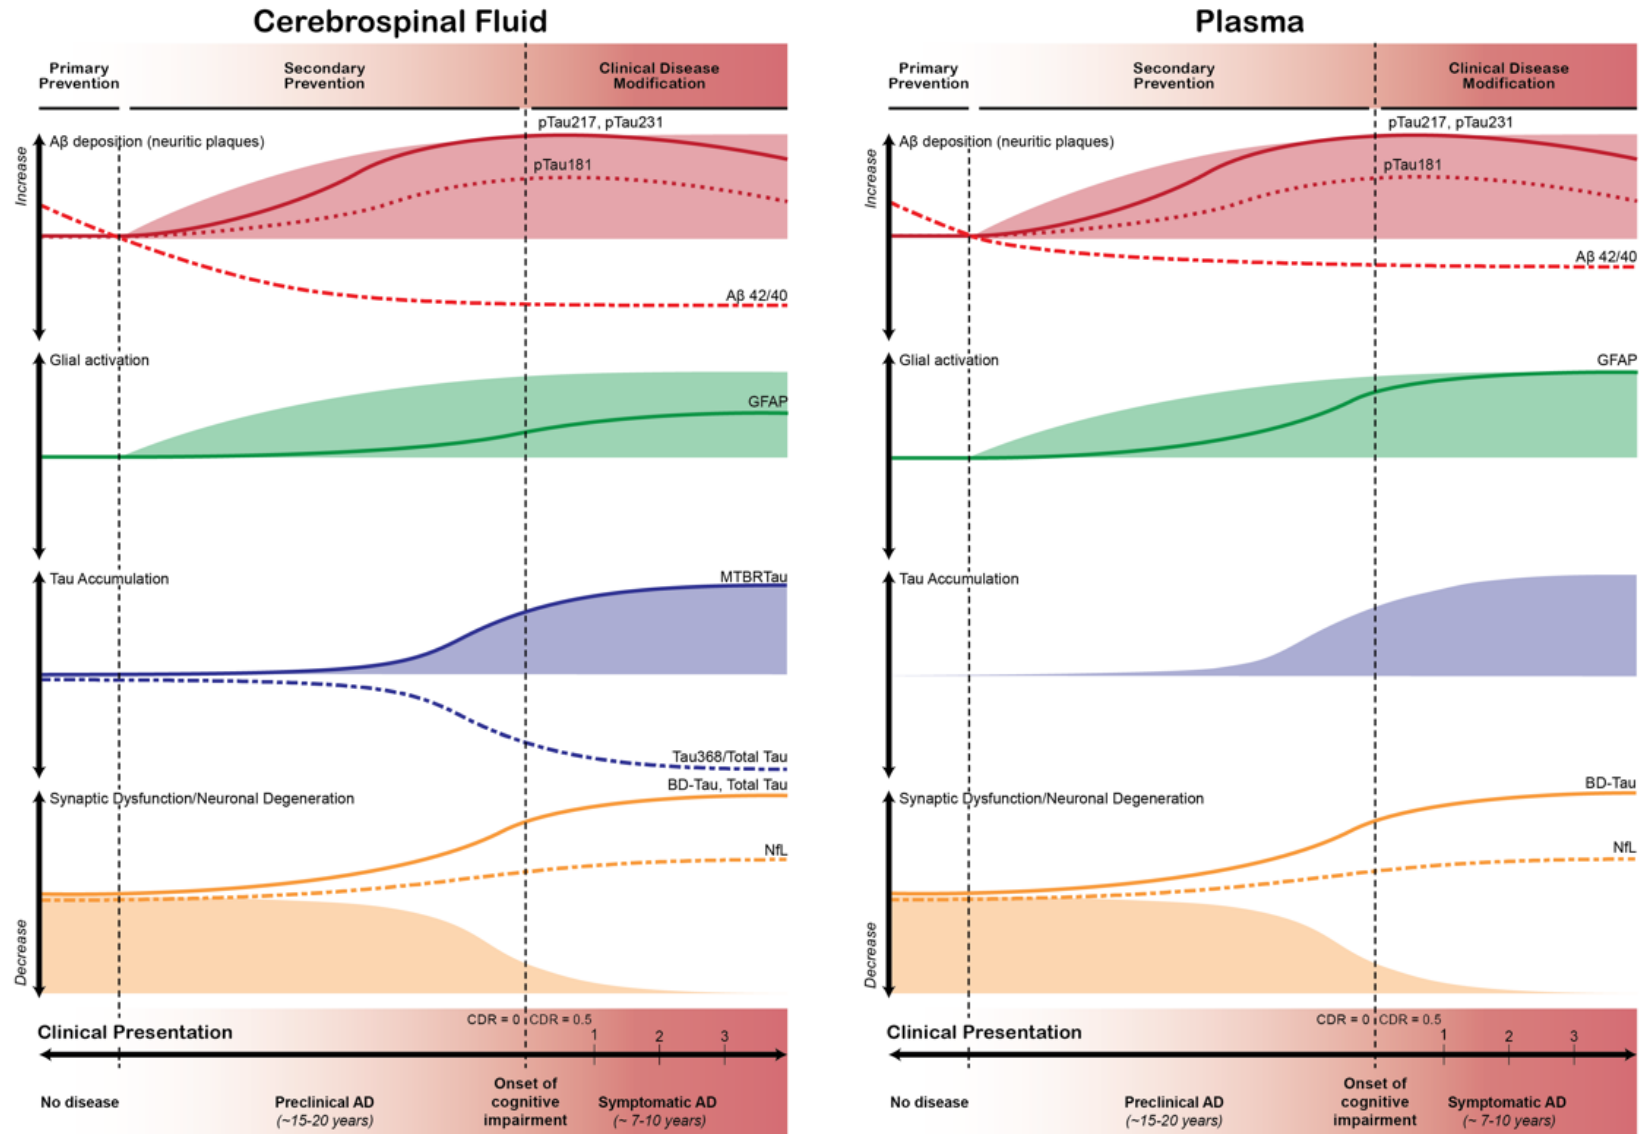 Cerebrospinal Fluid
Primary
Prevention
Secondary
Prevention
Clinical Disease
Modification
Increase
Aβ deposition (neuritic plaques)
pTau217, pTau231
pTau181
Aβ 42/40
Glial activation
GFAP
Tau Accumulation
MTBRTau
Tau368/Total Tau
BD-Tau, Total Tau
Synaptic Dysfunction/Neuronal Degeneration
NfL
Decrease
CDR = 0
CDR = 0.5
Clinical Presentation
1
2
3
No disease
Preclinical AD
(~15-20 years)
Onset of
cognitive
impairment
Symptomatic AD
(~ 7-10 years)
Plasma
Primary
Prevention
Secondary
Prevention
Clinical Disease
Modification
Increase
Aβ deposition (neuritic plaques)
pTau217, pTau231
pTau181
Aβ 42/40
Glial activation
GFAP
Tau Accumulation
BD-Tau
Synaptic Dysfunction/Neuronal Degeneration
NfL
Decrease
CDR = 0
CDR = 0.5
Clinical Presentation
1
2
3
No disease
Preclinical AD
(~15-20 years)
Onset of
cognitive
impairment
Symptomatic AD
(~ 7-10 years)